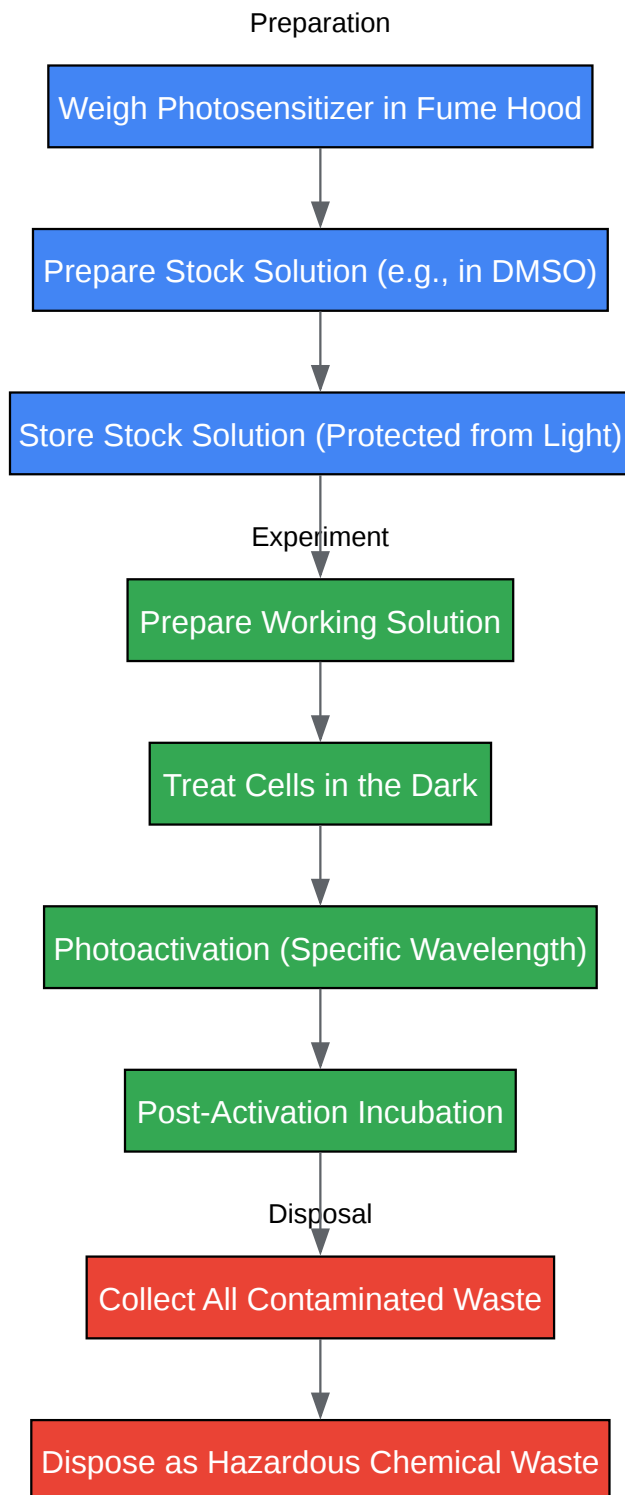 Preparation
Weigh Photosensitizer in Fume Hood
Prepare Stock Solution (e.g., in DMSO)
Store Stock Solution (Protected from Light)
Experiment
Prepare Working Solution
Treat Cells in the Dark
Photoactivation (Specific Wavelength)
Post-Activation Incubation
Disposal
Collect All Contaminated Waste
Dispose as Hazardous Chemical Waste